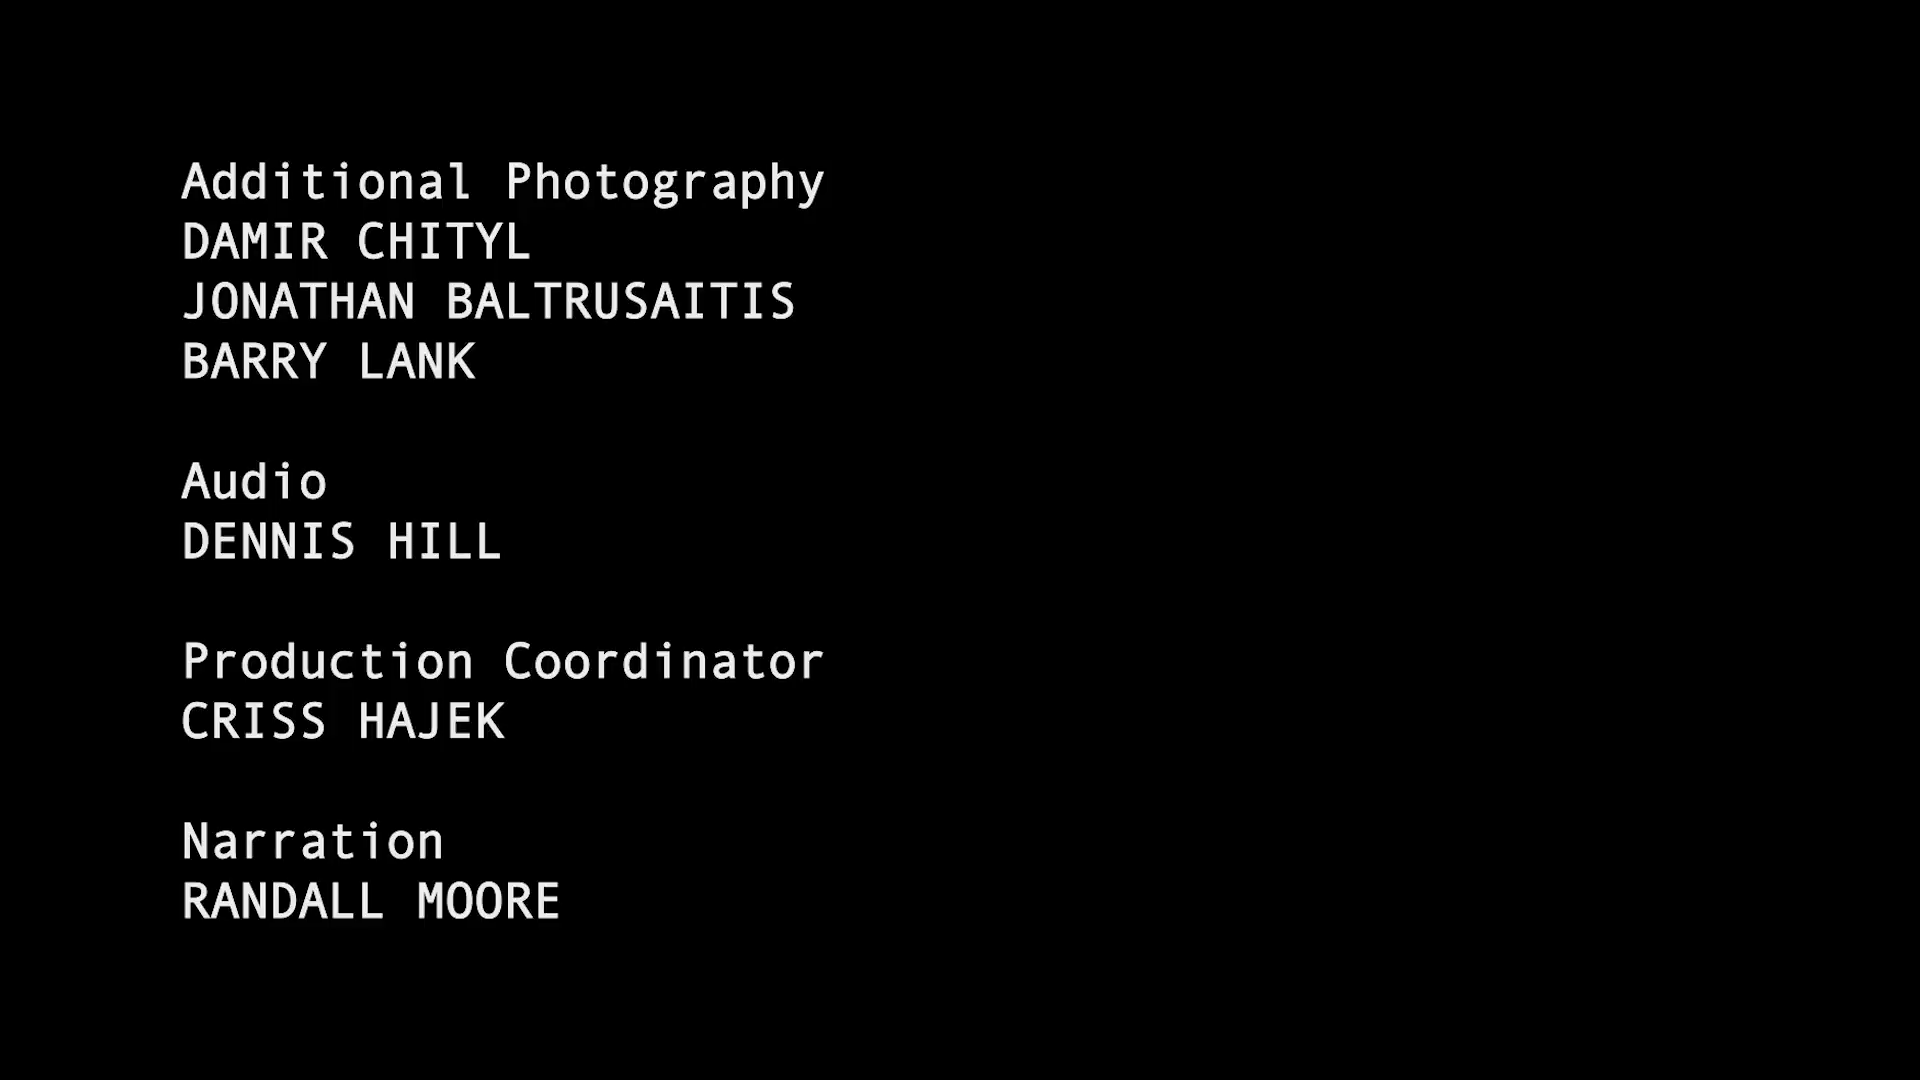 Additional Photography
DAMIR CHITYL
JONATHAN BALTRUSAITIS
BARRY LANK
Audio
DENNIS HILL
Production Coordinator
CRISS HAJEK
Narration
RANDALL MOORE